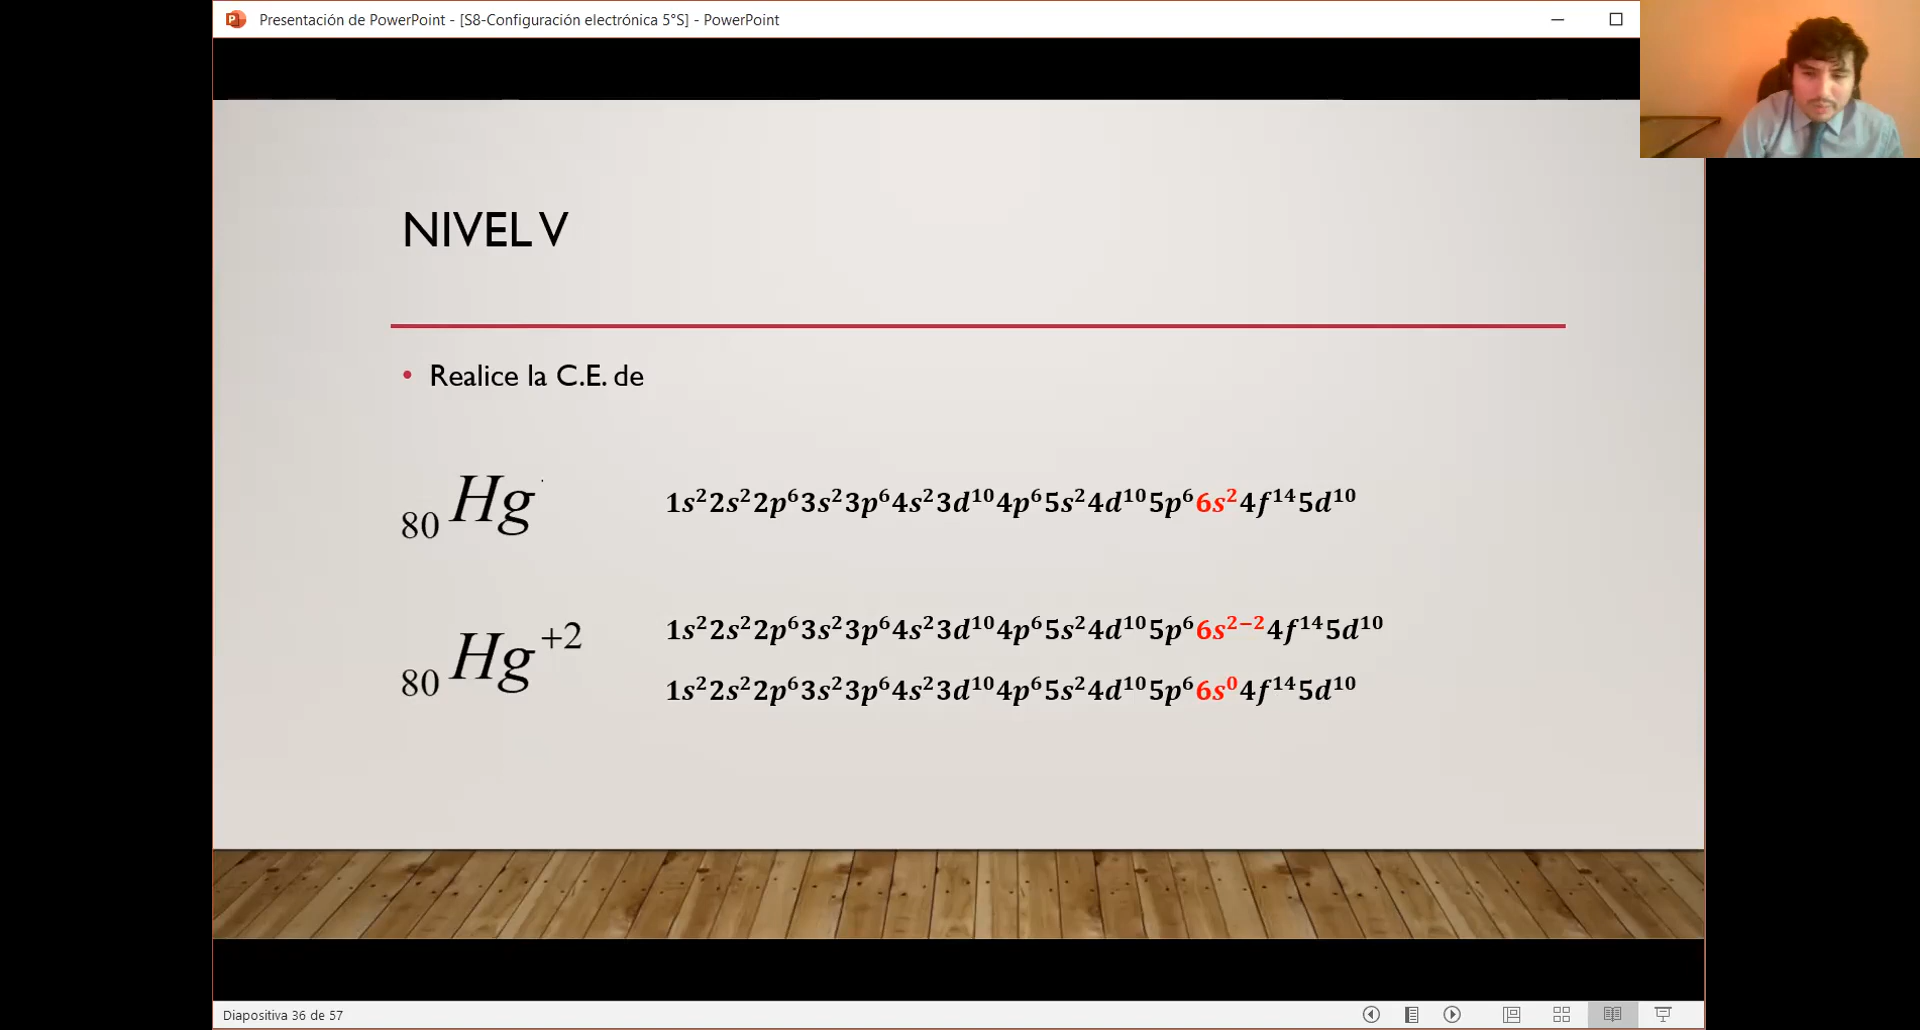 Presentación de PowerPoint - [S8-Configuración electrónica 5°S] - PowerPoint
NIVEL V
• Realice la C.E. de
₈₀Hg 1s²2s²2p⁶3s²3p⁶4s²3d¹⁰4p⁶5s²4d¹⁰5p⁶6s²4f¹⁴5d¹⁰
₈₀Hg⁺² 1s²2s²2p⁶3s²3p⁶4s²3d¹⁰4p⁶5s²4d¹⁰5p⁶6s²⁻²4f¹⁴5d¹⁰
1s²2s²2p⁶3s²3p⁶4s²3d¹⁰4p⁶5s²4d¹⁰5p⁶6s⁰4f¹⁴5d¹⁰
Diapositiva 36 de 57